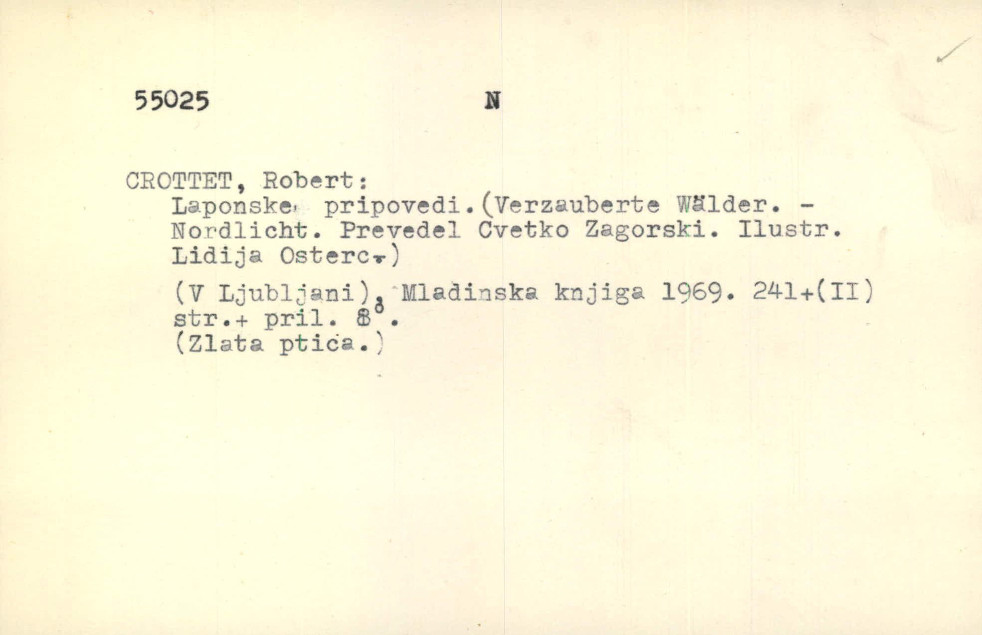 55025 N
CROTTET, Robert:
Laponske pripovedi.(Verzauberte Wälder. -
Nordlicht. Prevedel Cvetko Zagorski. Ilustr.
Lidija Osterc.)
(V Ljubljani), Mladinska knjiga 1969. 241+(II)
str.+ pril. 8°.
(Zlata ptica.)